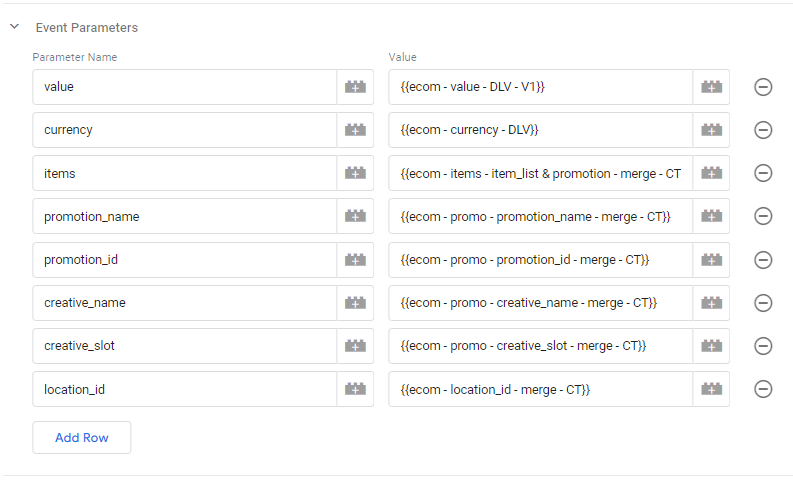 Event Parameters
Parameter Name Value
value {{ecom - value - DLV - V1}}
currency {{ecom - currency - DLV}}
items {{ecom - items - item_list & promotion - merge - CT
promotion_name {{ecom - promo - promotion_name - merge - CT}}
promotion_id {{ecom - promo - promotion_id - merge - CT}}
creative_name {{ecom - promo - creative_name - merge - CT}}
creative_slot {{ecom - promo - creative_slot - merge - CT}}
location_id {{ecom - location_id - merge - CT}}
Add Row